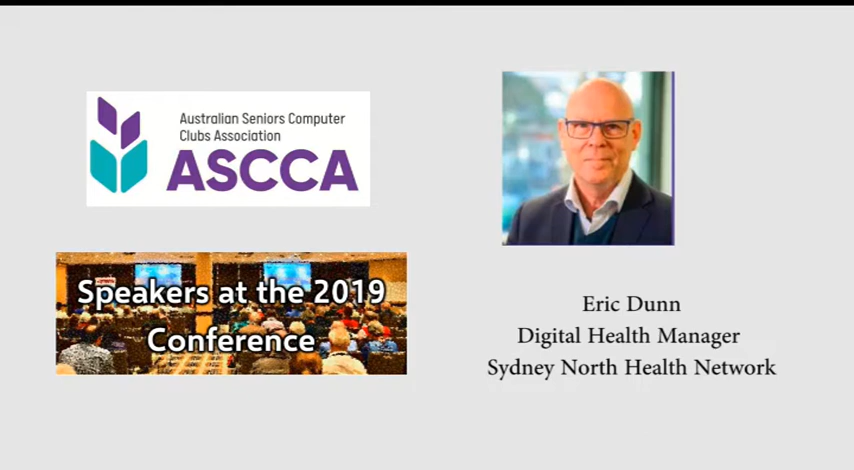 Australian Seniors Computer
Clubs Association
ASCCA
Speakers at the 2019
Conference
Eric Dunn
Digital Health Manager
Sydney North Health Network